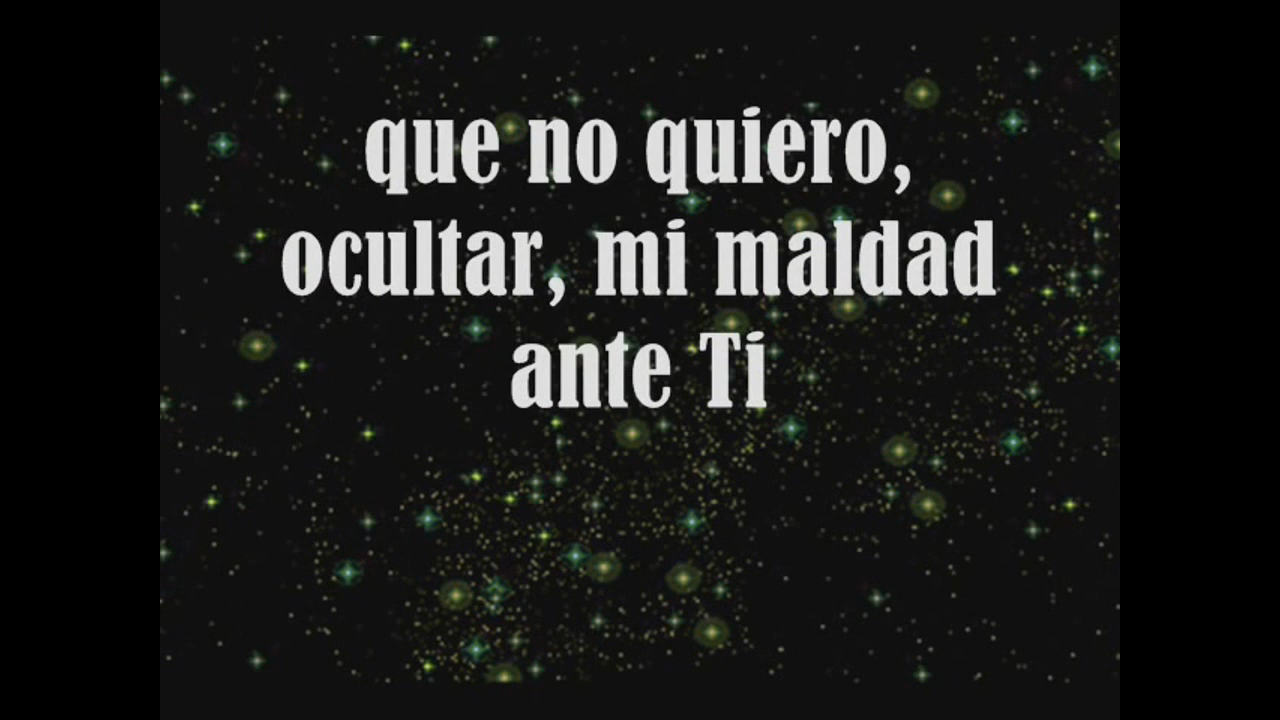 que no quiero,
ocultar, mi maldad
ante Ti